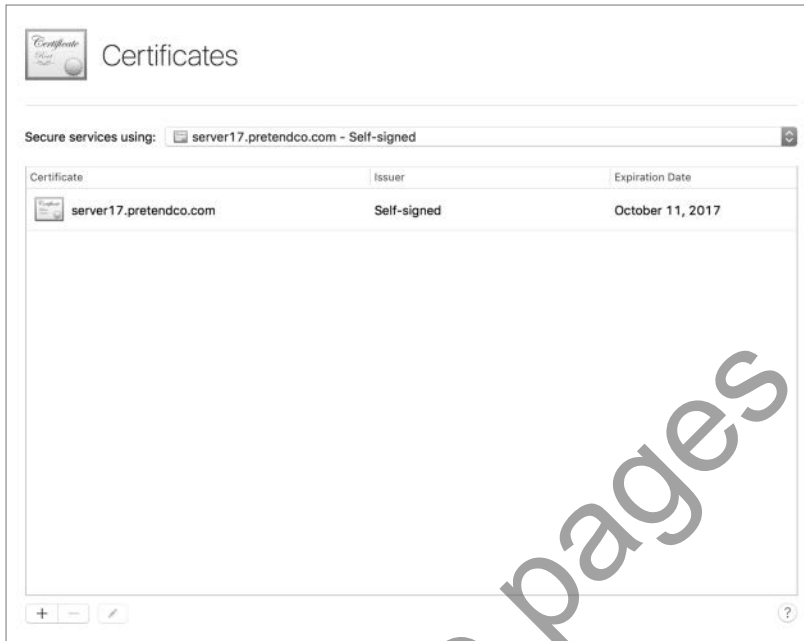 Certificates
Secure services using: server17.pretendco.com - Self-signed
Certificate Issuer Expiration Date
server17.pretendco.com Self-signed October 11, 2017
pages